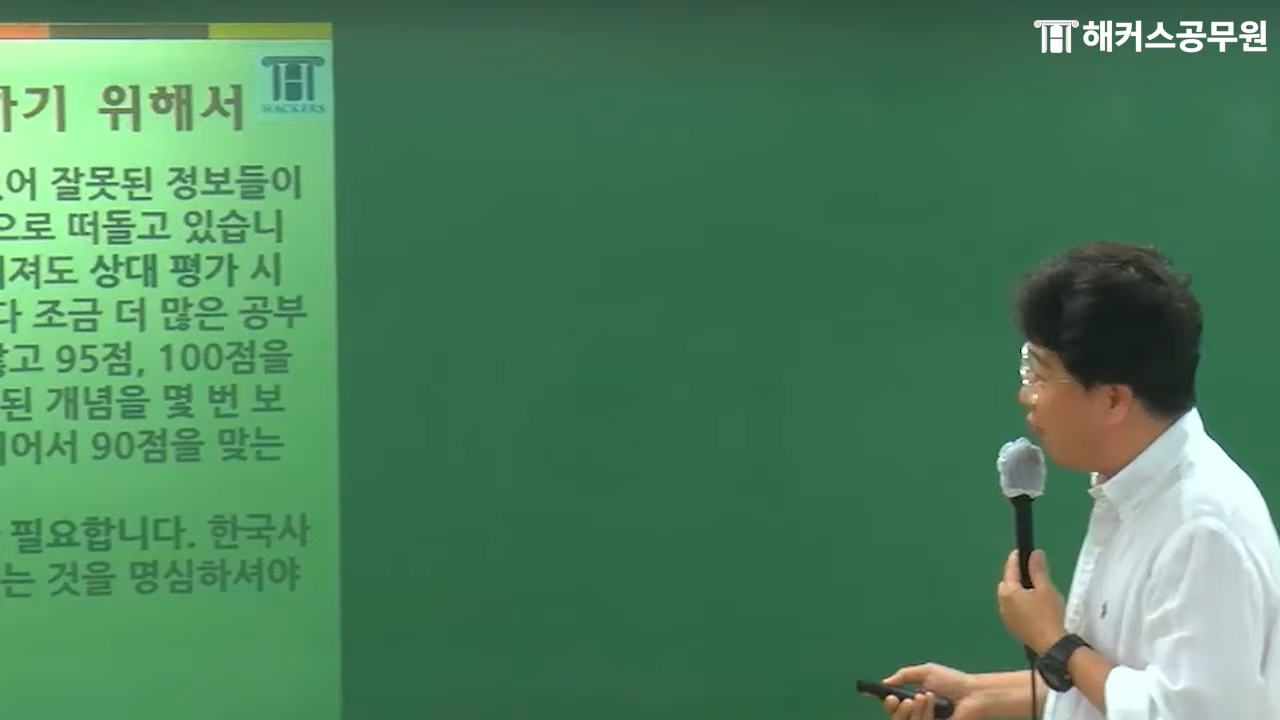 해커스공무원
하기 위해서
HACKERS
있어 잘못된 정보들이
으로 떠돌고 있습니
져도 상대 평가 시
다 조금 더 많은 공부
고 95점, 100점을
된 개념을 몇 번 보
어서 90점을 맞는
필요합니다. 한국사
는 것을 명심하셔야